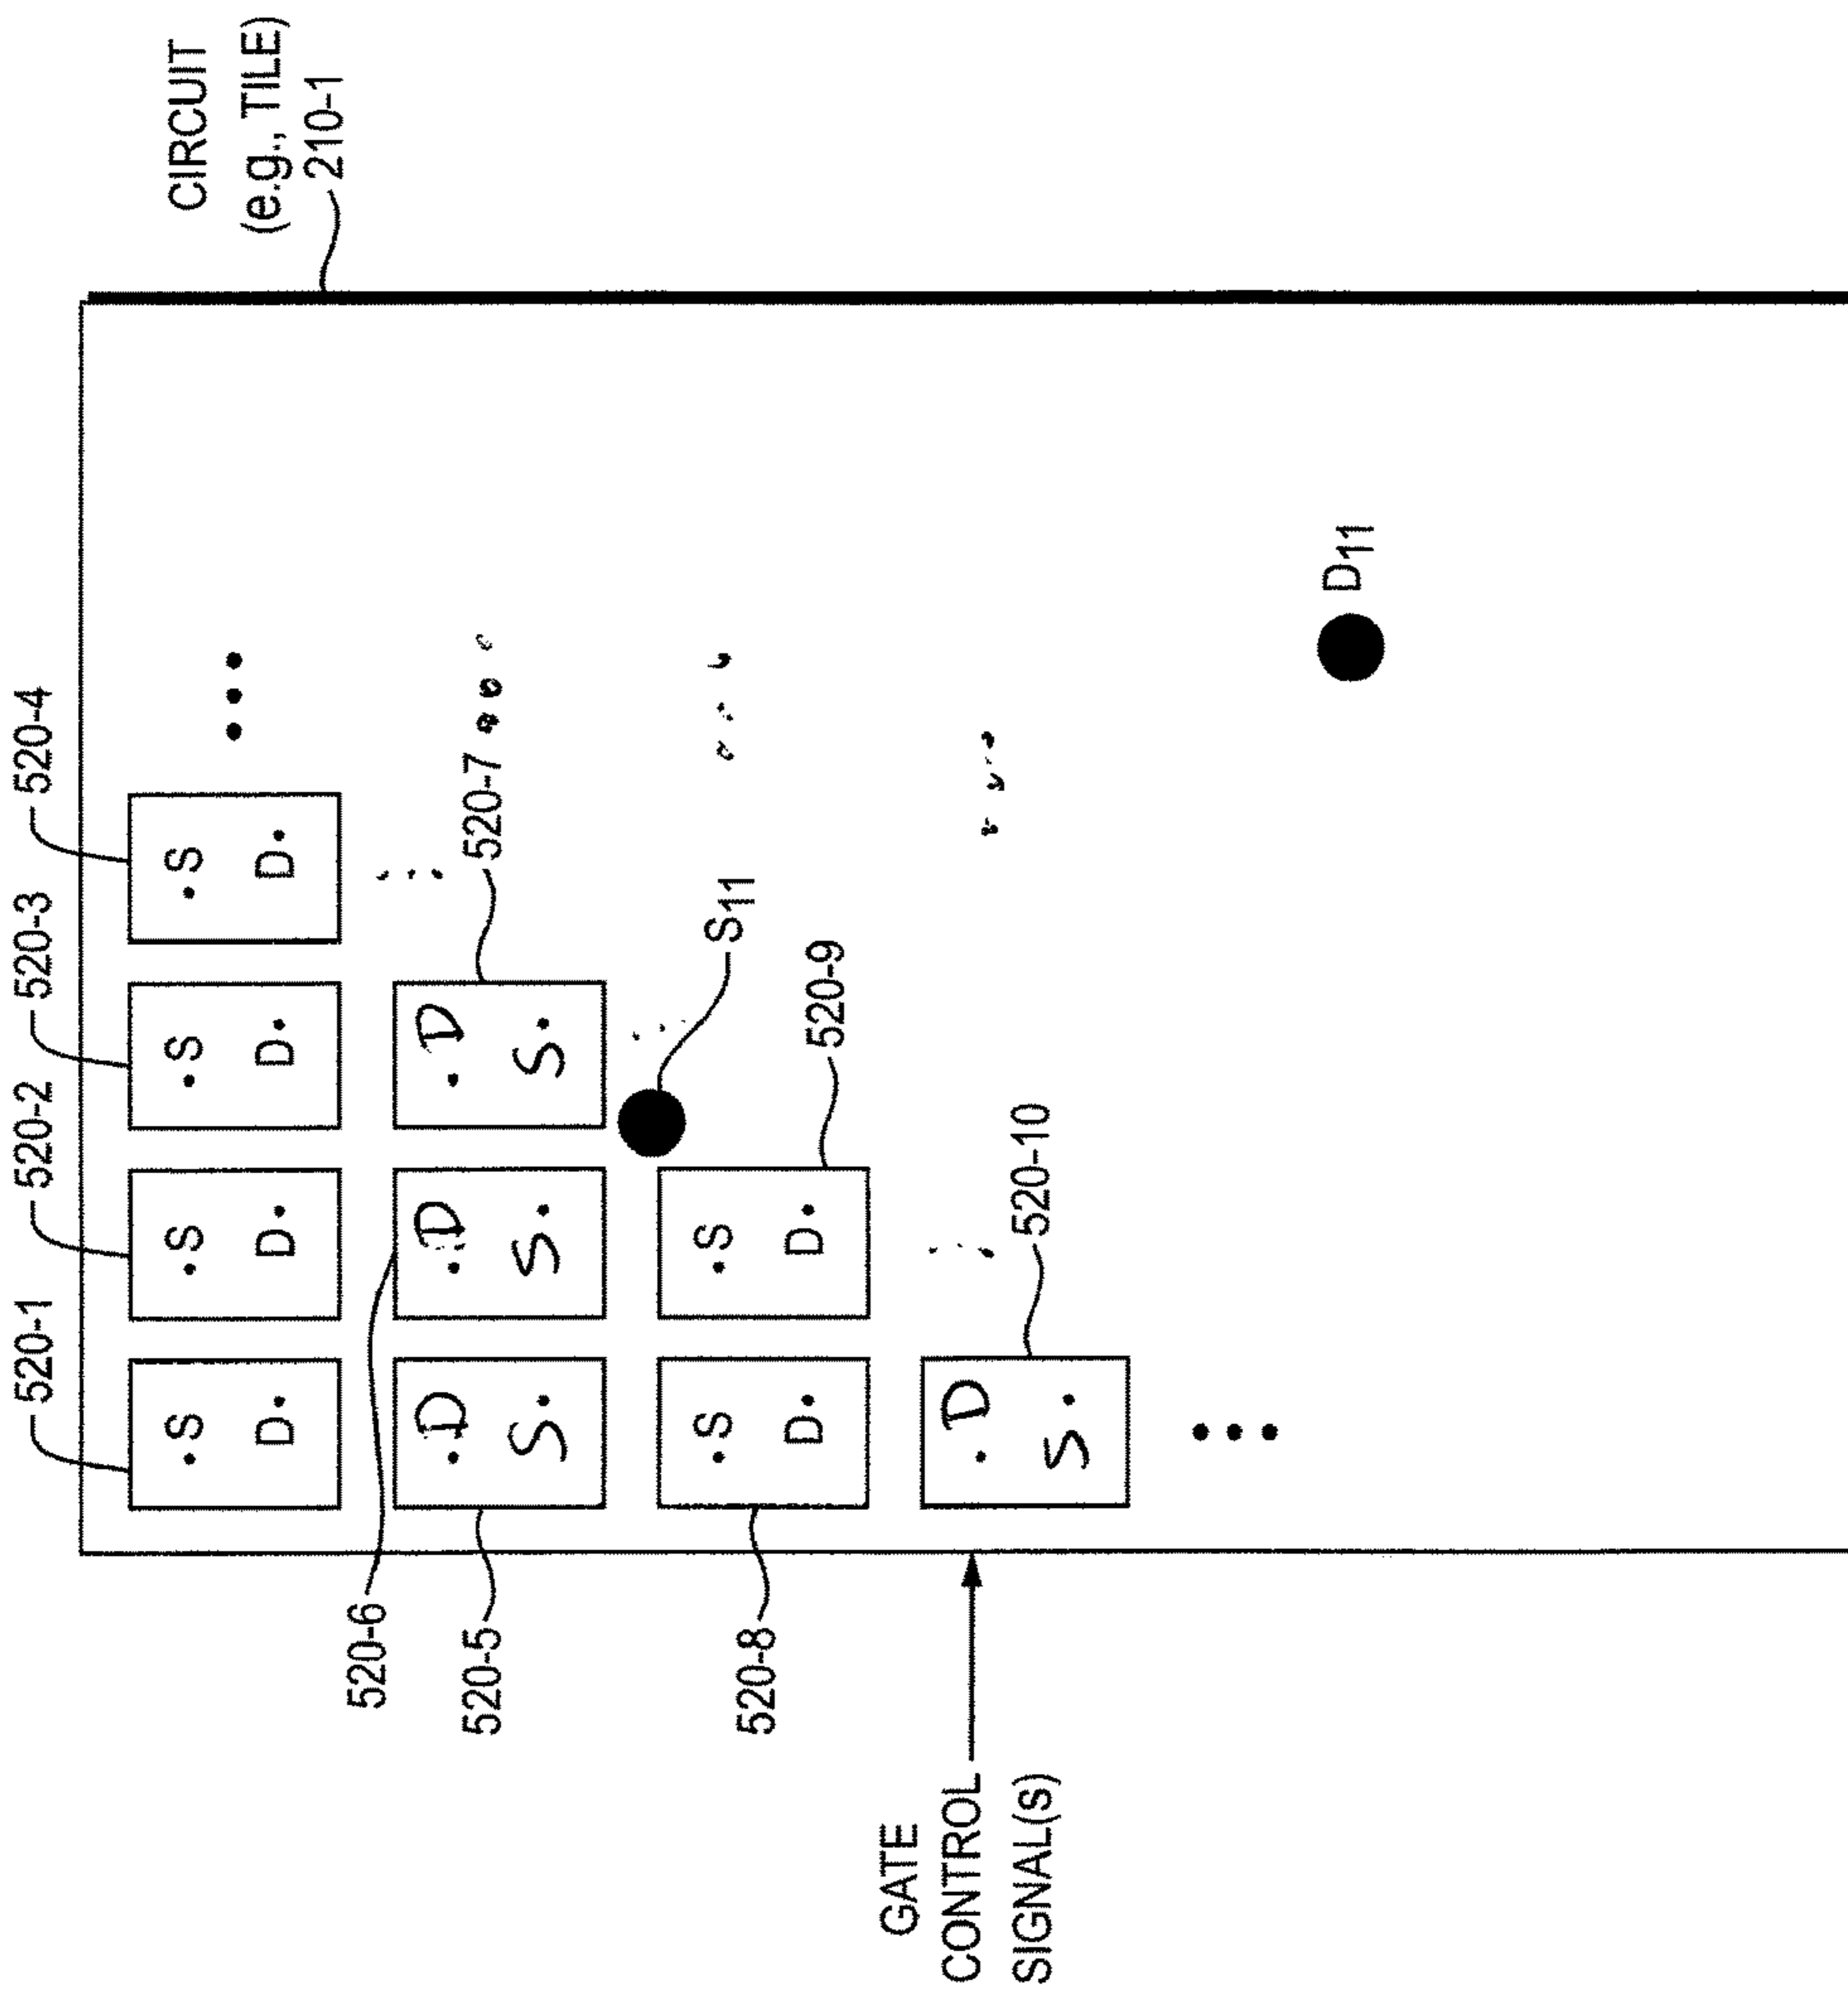 CIRCUIT
(e.g., TILE)
210-1
520-1
520-2
520-3
520-4
S
D
S
D
S
D
S
D
520-6
520-5
520-7
D
S
D
S
D
S
S11
520-8
520-9
S
D
S
D
520-10
D
S
GATE
CONTROL
SIGNAL(s)
D11